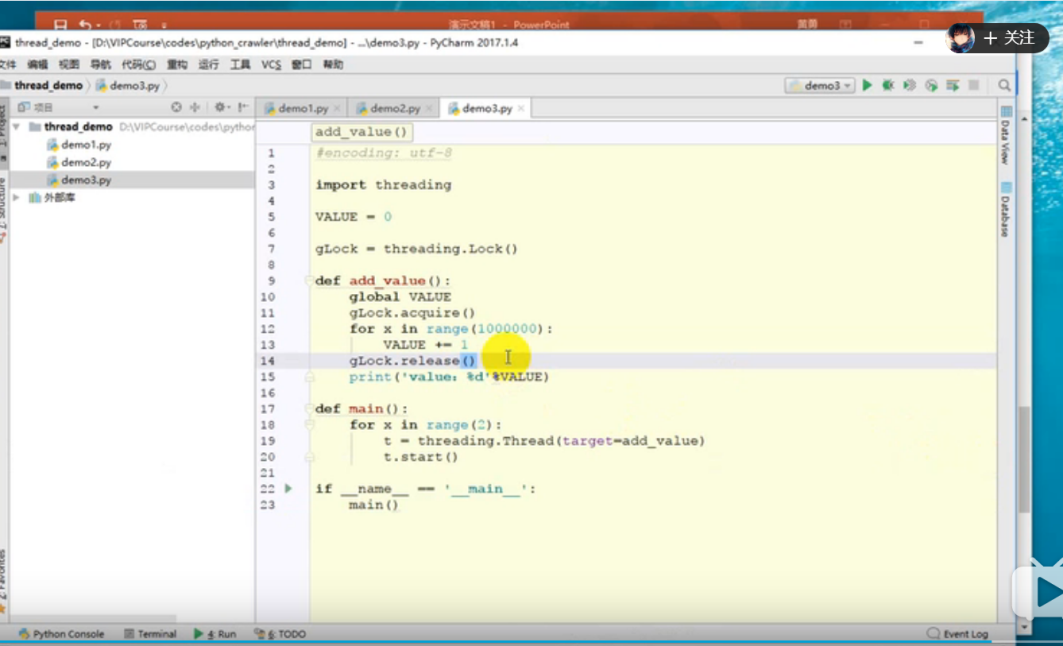 演示文稿1 - PowerPoint
+ 关注
thread_demo - [D:\VIPCourse\codes\python_crawler\thread_demo] - ...\demo3.py - PyCharm 2017.1.4
文件 编辑 视图 导航 代码(C) 重构 运行 工具 VCS 窗口 帮助
thread_demo demo3.py
demo3
项目
demo1.py demo2.py demo3.py
thread_demo D:\VIPCourse\codes\python
demo1.py
demo2.py
demo3.py
外部库
add_value()
1 #encoding: utf-8
2
3 import threading
4
5 VALUE = 0
6
7 gLock = threading.Lock()
8
9 def add_value():
10 global VALUE
11 gLock.acquire()
12 for x in range(1000000):
13 VALUE += 1
14 gLock.release()
15 print('value: %d'%VALUE)
16
17 def main():
18 for x in range(2):
19 t = threading.Thread(target=add_value)
20 t.start()
21
22 if __name__ == '__main__':
23 main()
Data View
Database
Python Console Terminal 4: Run 6: TODO Event Log